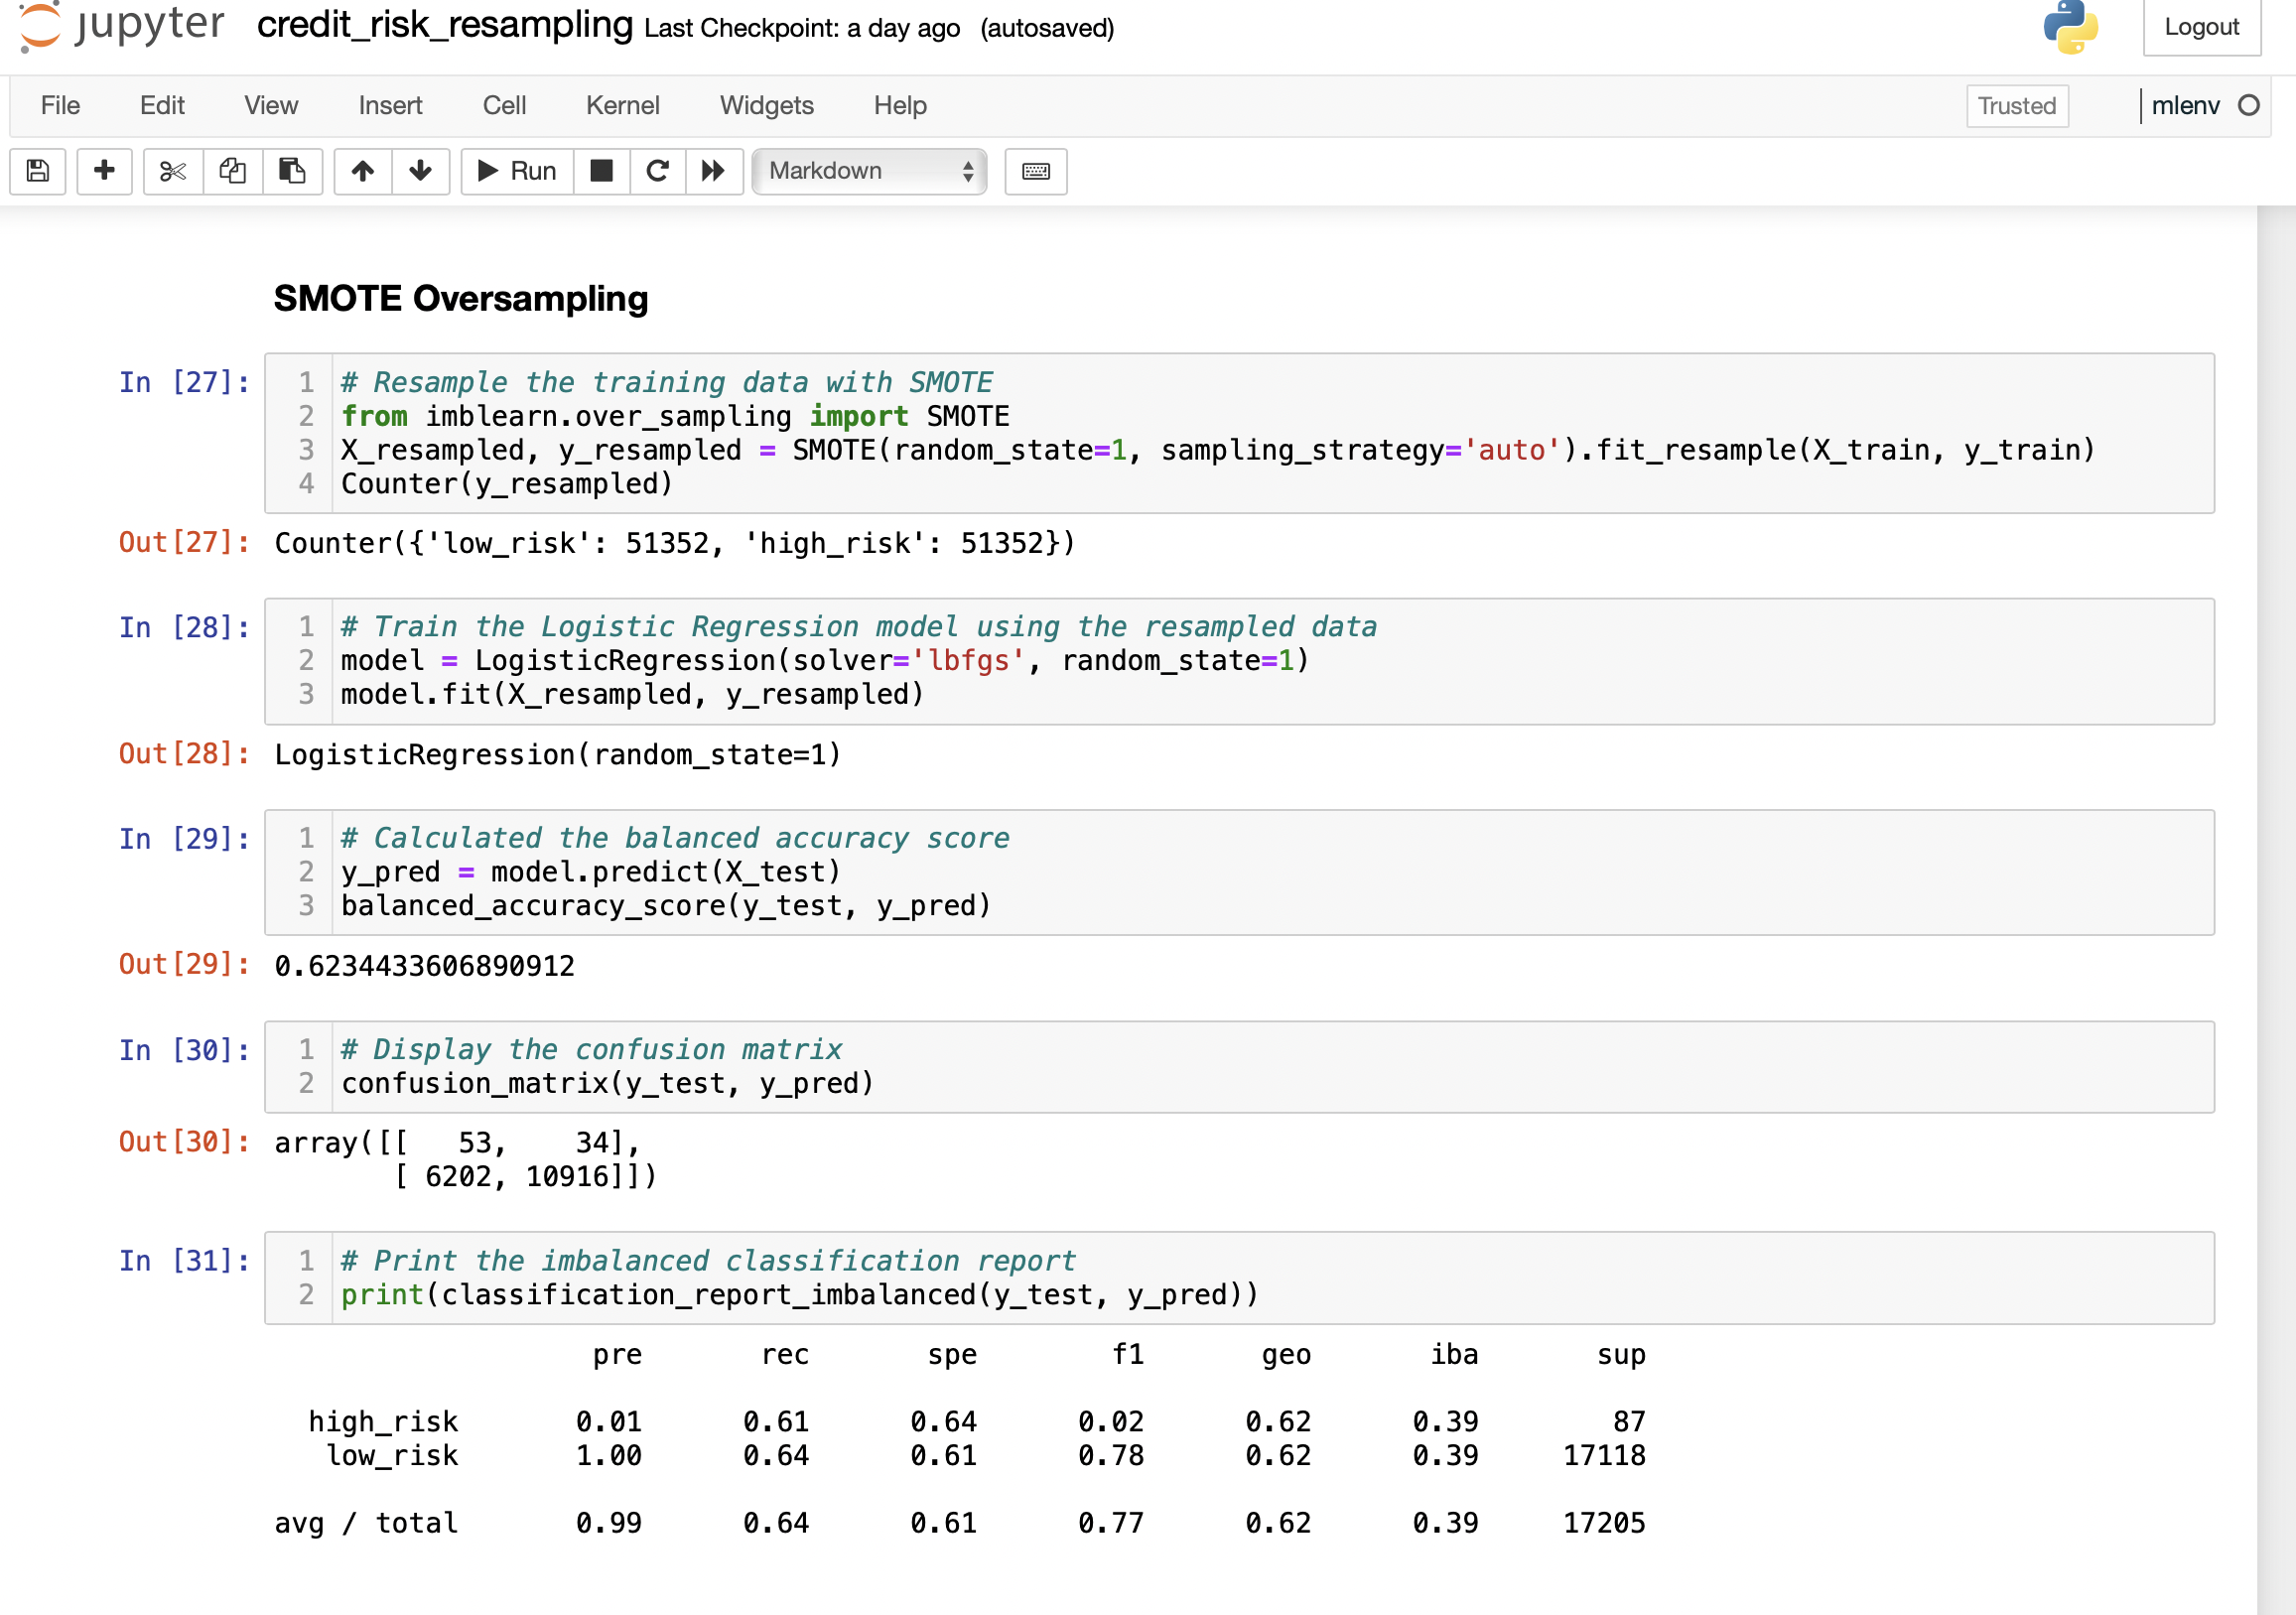 jupyter credit_risk_resampling Last Checkpoint: a day ago (autosaved) Logout
File Edit View Insert Cell Kernel Widgets Help Trusted mlenv
Run Markdown
SMOTE Oversampling
In [27]: 1 # Resample the training data with SMOTE
2 from imblearn.over_sampling import SMOTE
3 X_resampled, y_resampled = SMOTE(random_state=1, sampling_strategy='auto').fit_resample(X_train, y_train)
4 Counter(y_resampled)
Out[27]: Counter({'low_risk': 51352, 'high_risk': 51352})
In [28]: 1 # Train the Logistic Regression model using the resampled data
2 model = LogisticRegression(solver='lbfgs', random_state=1)
3 model.fit(X_resampled, y_resampled)
Out[28]: LogisticRegression(random_state=1)
In [29]: 1 # Calculated the balanced accuracy score
2 y_pred = model.predict(X_test)
3 balanced_accuracy_score(y_test, y_pred)
Out[29]: 0.6234433606890912
In [30]: 1 # Display the confusion matrix
2 confusion_matrix(y_test, y_pred)
Out[30]: array([[   53,    34],
[ 6202, 10916]])
In [31]: 1 # Print the imbalanced classification report
2 print(classification_report_imbalanced(y_test, y_pred))
pre rec spe f1 geo iba sup
high_risk 0.01 0.61 0.64 0.02 0.62 0.39 87
low_risk 1.00 0.64 0.61 0.78 0.62 0.39 17118
avg / total 0.99 0.64 0.61 0.77 0.62 0.39 17205